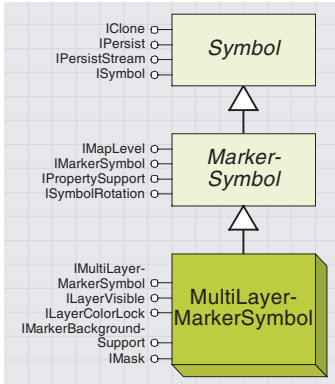 IClone
IPersist
IPersistStream
ISymbol
Symbol
IMapLevel
IMarkerSymbol
IPropertySupport
ISymbolRotation
Marker-
Symbol
IMultiLayer-
MarkerSymbol
ILayerVisible
ILayerColorLock
IMarkerBackground-
Support
IMask
MultiLayer-
MarkerSymbol